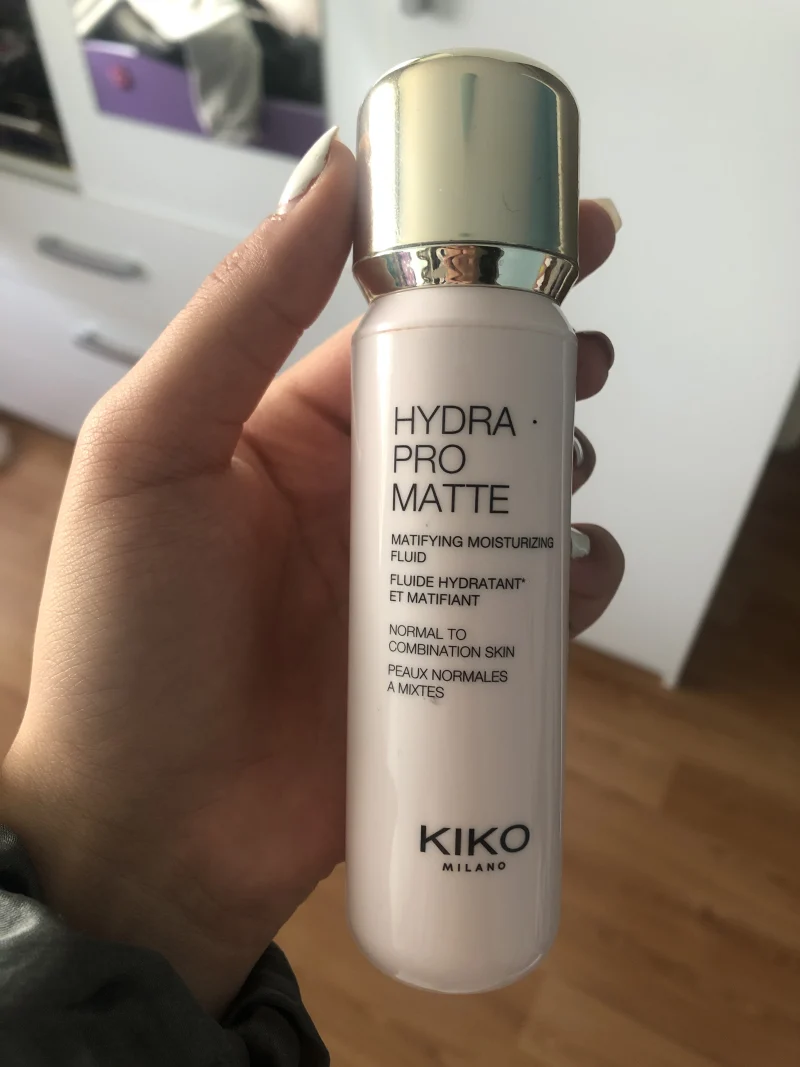 HYDRA
PRO
MATTE
MATIFYING MOISTURIZING
FLUID
FLUIDE HYDRATANT*
ET MATIFIANT
NORMAL TO
COMBINATION SKIN
PEAUX NORMALES
A MIXTES
KIKO
MILANO